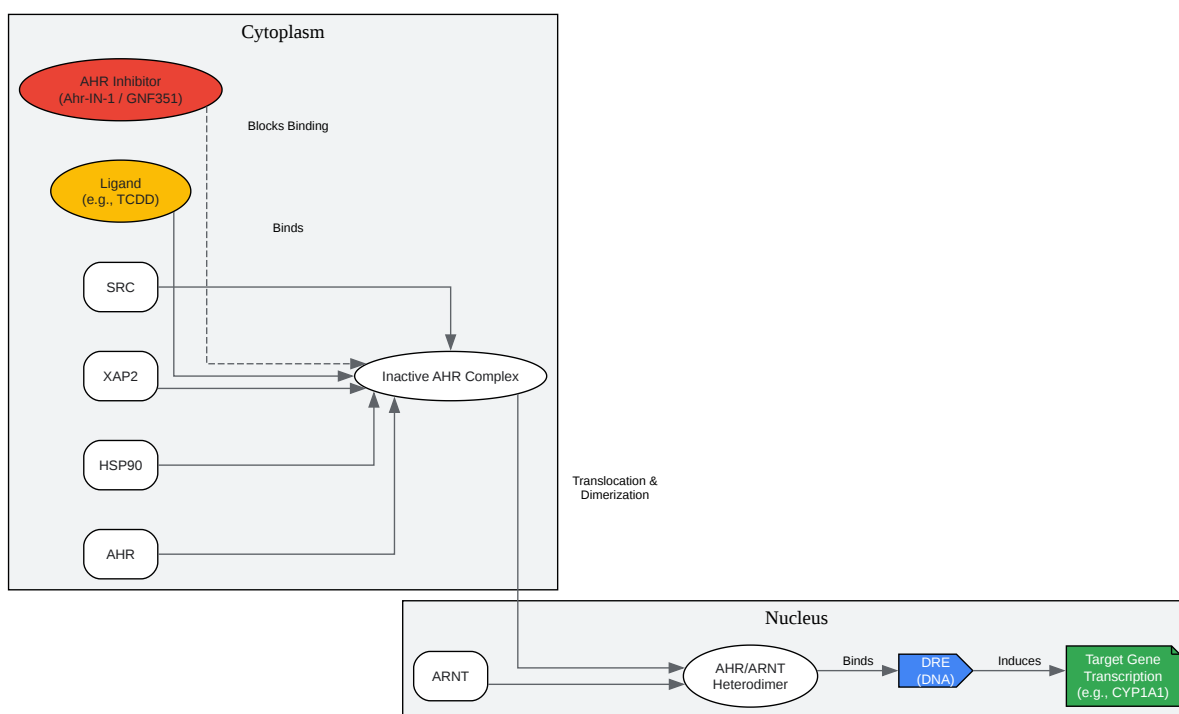 Cytoplasm
AHR Inhibitor
(Ahr-IN-1 / GNF351)
Blocks Binding
Ligand
(e.g., TCDD)
Binds
SRC
XAP2
Inactive AHR Complex
HSP90
Translocation &
Dimerization
AHR
Nucleus
ARNT
AHR/ARNT
Heterodimer
Binds
DRE
(DNA)
Induces
Target Gene
Transcription
(e.g., CYP1A1)